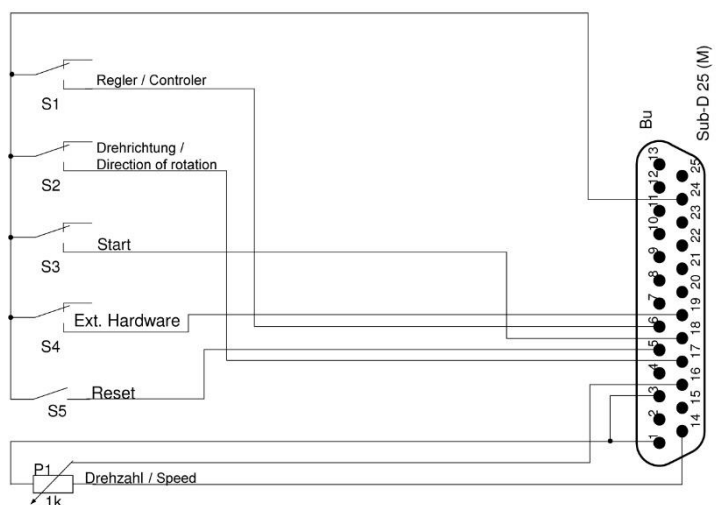 S1
Regler / Controler
S2
Drehrichtung /
Direction of rotation
S3
Start
S4
Ext. Hardware
S5
Reset
P1
1k
Drehzahl / Speed
Bu
Sub-D 25 (M)
13
12
11
10
9
8
7
6
5
4
3
2
1
25
24
23
22
21
20
19
18
17
16
15
14